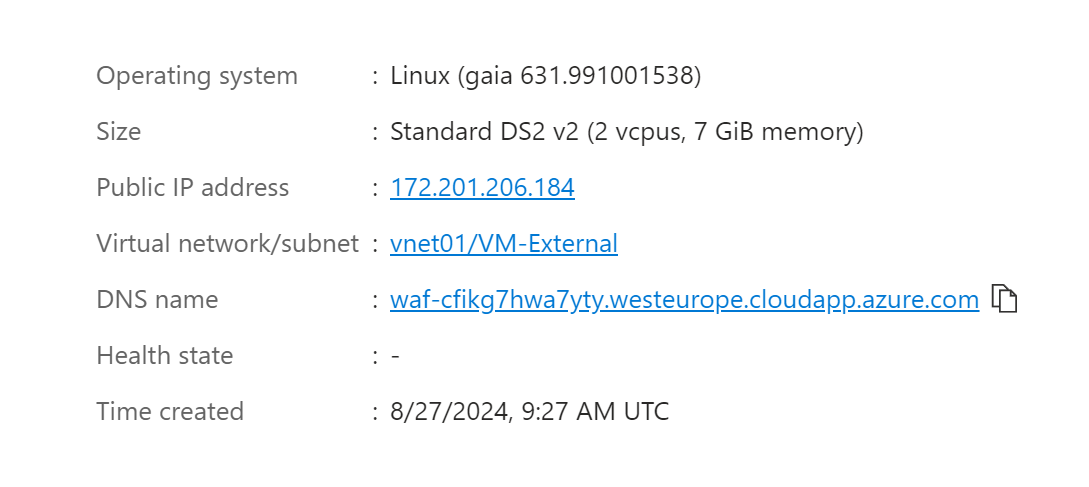 Operating system : Linux (gaia 631.991001538)
Size : Standard DS2 v2 (2 vcpus, 7 GiB memory)
Public IP address : 172.201.206.184
Virtual network/subnet : vnet01/VM-External
DNS name : waf-cfikg7hwa7yty.westeurope.cloudapp.azure.com
Health state : -
Time created : 8/27/2024, 9:27 AM UTC